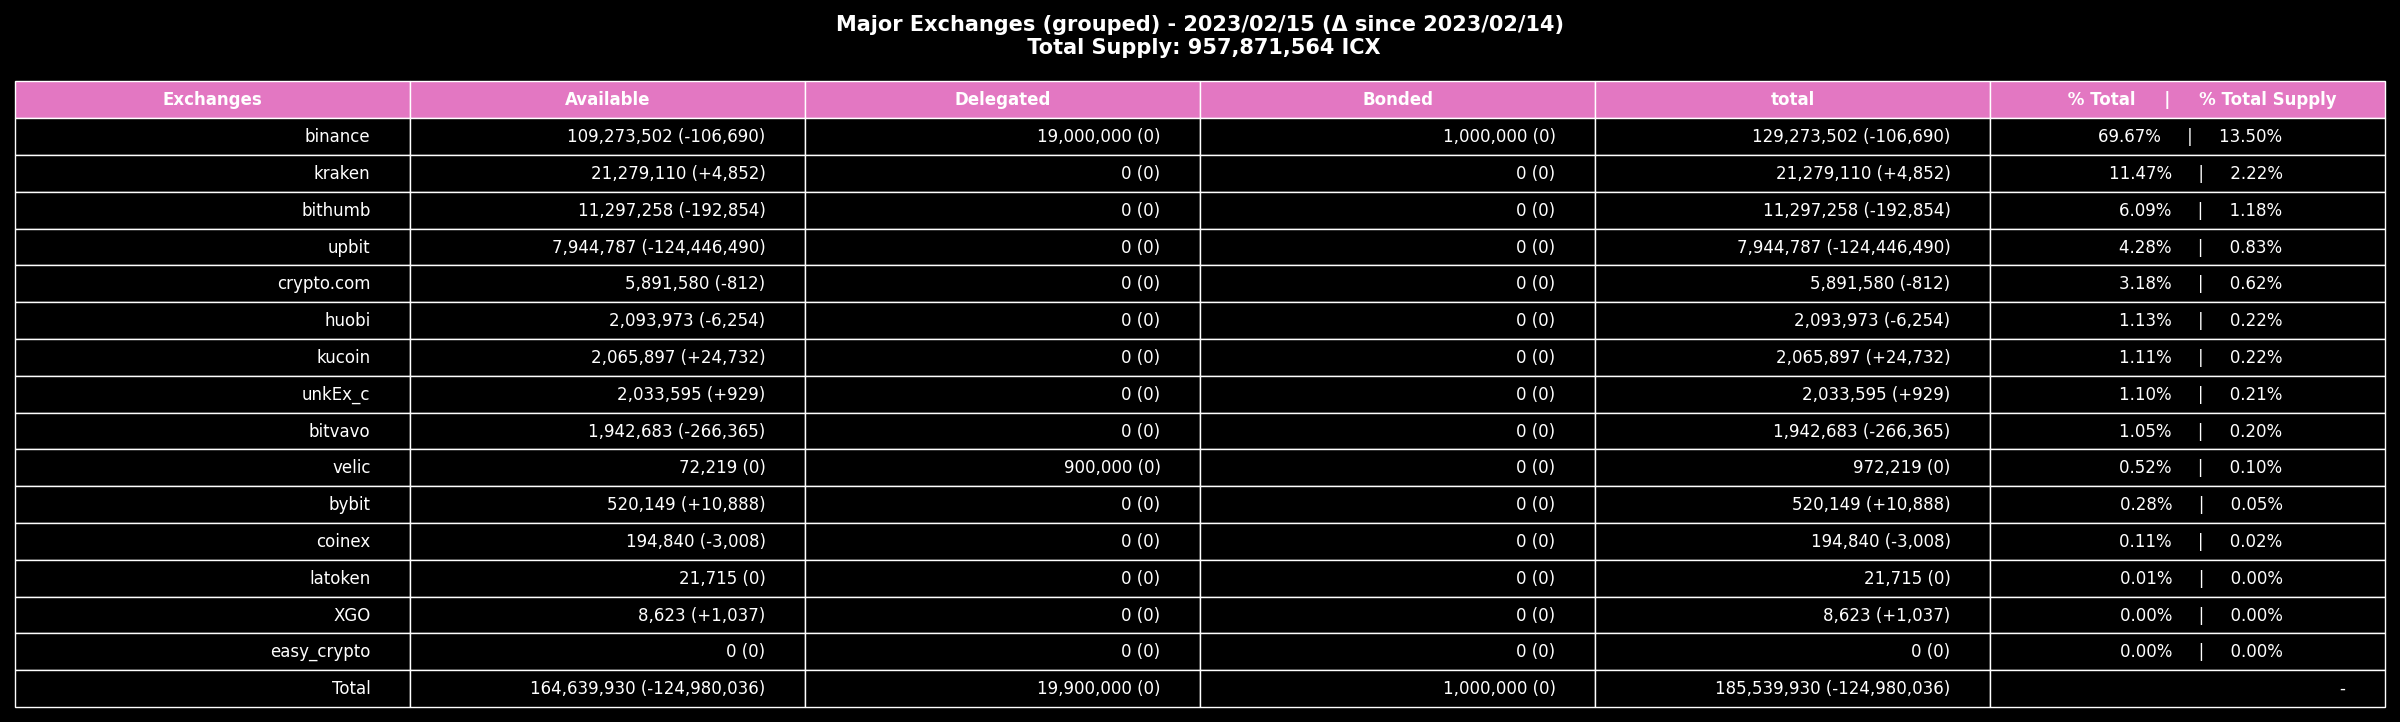 Major Exchanges (grouped) - 2023/02/15 (Δ since 2023/02/14)
Total Supply: 957,871,564 ICX
Exchanges Available Delegated Bonded total % Total | % Total Supply
binance 109,273,502 (-106,690) 19,000,000 (0) 1,000,000 (0) 129,273,502 (-106,690) 69.67% | 13.50%
kraken 21,279,110 (+4,852) 0 (0) 0 (0) 21,279,110 (+4,852) 11.47% | 2.22%
bithumb 11,297,258 (-192,854) 0 (0) 0 (0) 11,297,258 (-192,854) 6.09% | 1.18%
upbit 7,944,787 (-124,446,490) 0 (0) 0 (0) 7,944,787 (-124,446,490) 4.28% | 0.83%
crypto.com 5,891,580 (-812) 0 (0) 0 (0) 5,891,580 (-812) 3.18% | 0.62%
huobi 2,093,973 (-6,254) 0 (0) 0 (0) 2,093,973 (-6,254) 1.13% | 0.22%
kucoin 2,065,897 (+24,732) 0 (0) 0 (0) 2,065,897 (+24,732) 1.11% | 0.22%
unkEx_c 2,033,595 (+929) 0 (0) 0 (0) 2,033,595 (+929) 1.10% | 0.21%
bitvavo 1,942,683 (-266,365) 0 (0) 0 (0) 1,942,683 (-266,365) 1.05% | 0.20%
velic 72,219 (0) 900,000 (0) 0 (0) 972,219 (0) 0.52% | 0.10%
bybit 520,149 (+10,888) 0 (0) 0 (0) 520,149 (+10,888) 0.28% | 0.05%
coinex 194,840 (-3,008) 0 (0) 0 (0) 194,840 (-3,008) 0.11% | 0.02%
latoken 21,715 (0) 0 (0) 0 (0) 21,715 (0) 0.01% | 0.00%
XGO 8,623 (+1,037) 0 (0) 0 (0) 8,623 (+1,037) 0.00% | 0.00%
easy_crypto 0 (0) 0 (0) 0 (0) 0 (0) 0.00% | 0.00%
Total 164,639,930 (-124,980,036) 19,900,000 (0) 1,000,000 (0) 185,539,930 (-124,980,036) -